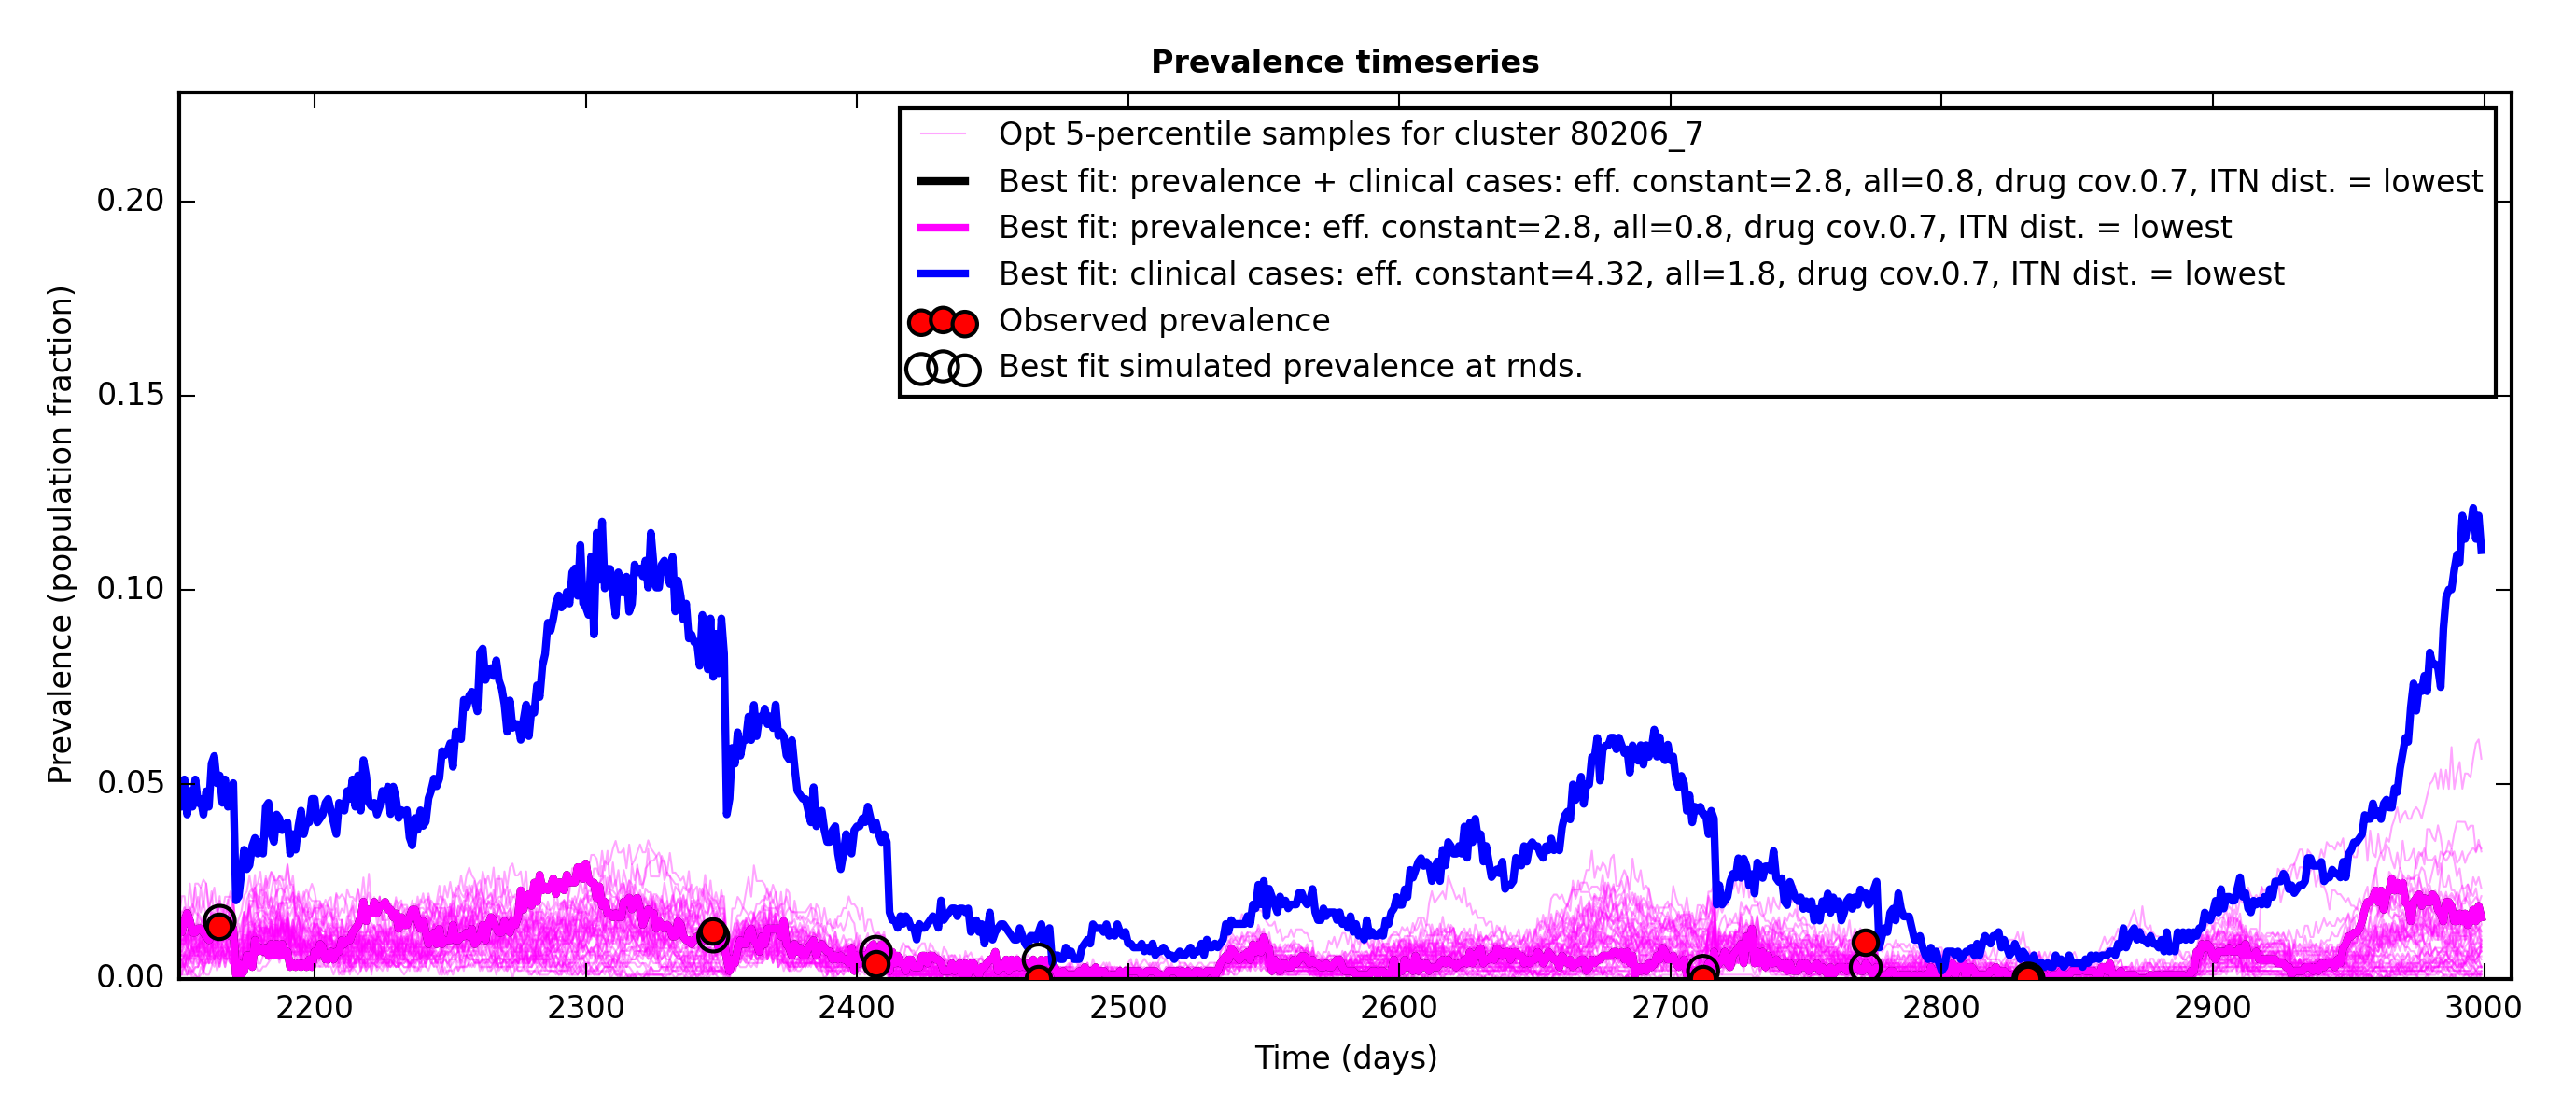 Prevalence timeseries
Opt 5-percentile samples for cluster 80206_7
Best fit: prevalence + clinical cases: eff. constant=2.8, all=0.8, drug cov.0.7, ITN dist. = lowest
Best fit: prevalence: eff. constant=2.8, all=0.8, drug cov.0.7, ITN dist. = lowest
Best fit: clinical cases: eff. constant=4.32, all=1.8, drug cov.0.7, ITN dist. = lowest
Observed prevalence
Best fit simulated prevalence at rnds.
Prevalence (population fraction)
0.20
0.15
0.10
0.05
0.00
2200 2300 2400 2500 2600 2700 2800 2900 3000
Time (days)